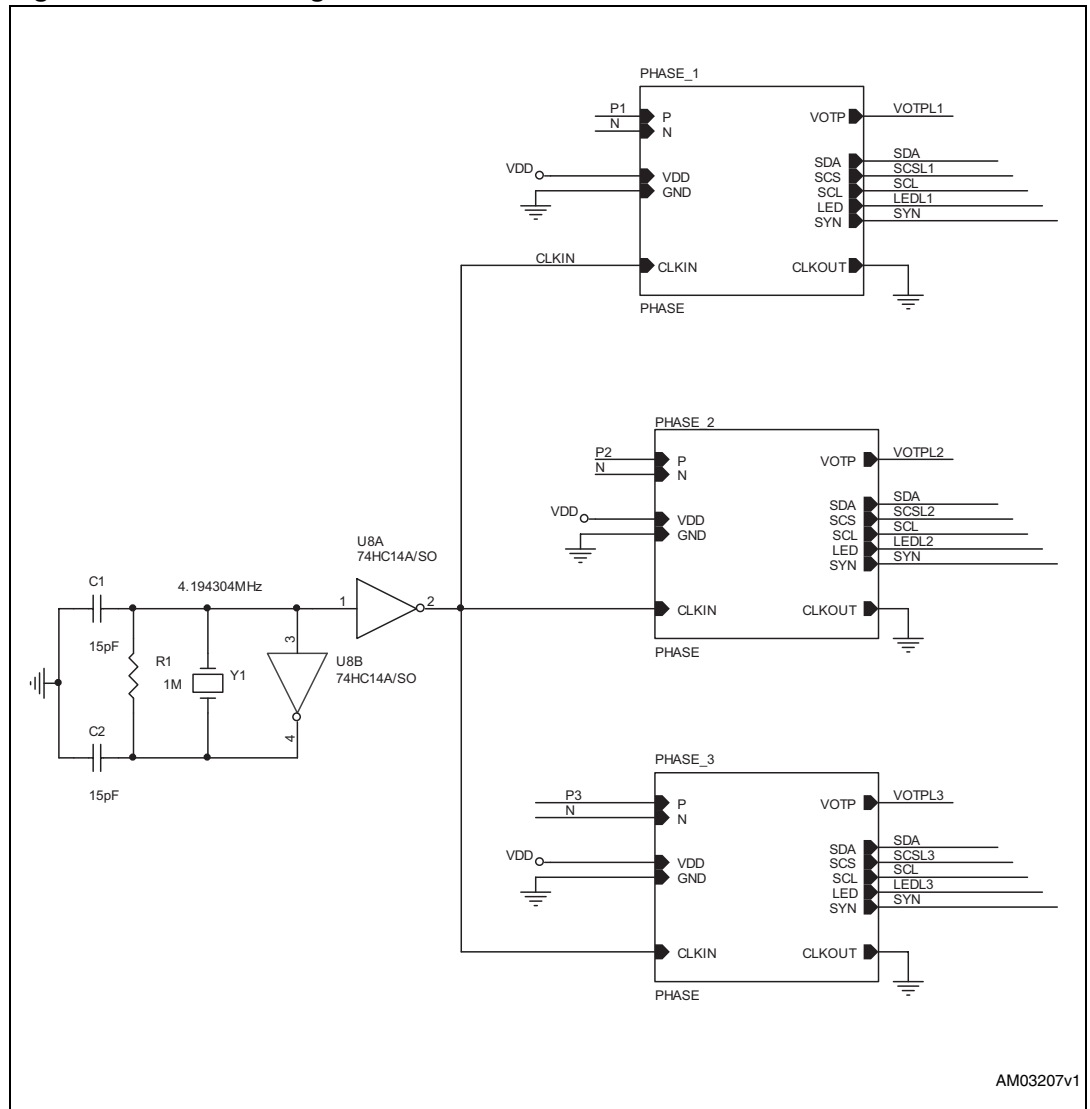 PHASE_1
P1
P
VOTP
VOTPL1
N
N
SDA
SDA
VDD
VDD
SCS
SCSL1
GND
SCL
SCL
LED
LEDL1
SYN
SYN
CLKIN
CLKIN
CLKOUT
PHASE
PHASE_2
P2
P
VOTP
VOTPL2
N
N
SDA
SDA
VDD
VDD
SCS
SCSL2
GND
SCL
SCL
LED
LEDL2
SYN
SYN
U8A
74HC14A/SO
C1
4.194304MHz
1
2
CLKIN
CLKOUT
15pF
3
PHASE
R1
1M
Y1
U8B
74HC14A/SO
4
C2
15pF
PHASE_3
P3
P
VOTP
VOTPL3
N
N
SDA
SDA
VDD
VDD
SCS
SCSL3
GND
SCL
SCL
LED
LEDL3
SYN
SYN
CLKIN
CLKOUT
PHASE
AM03207v1